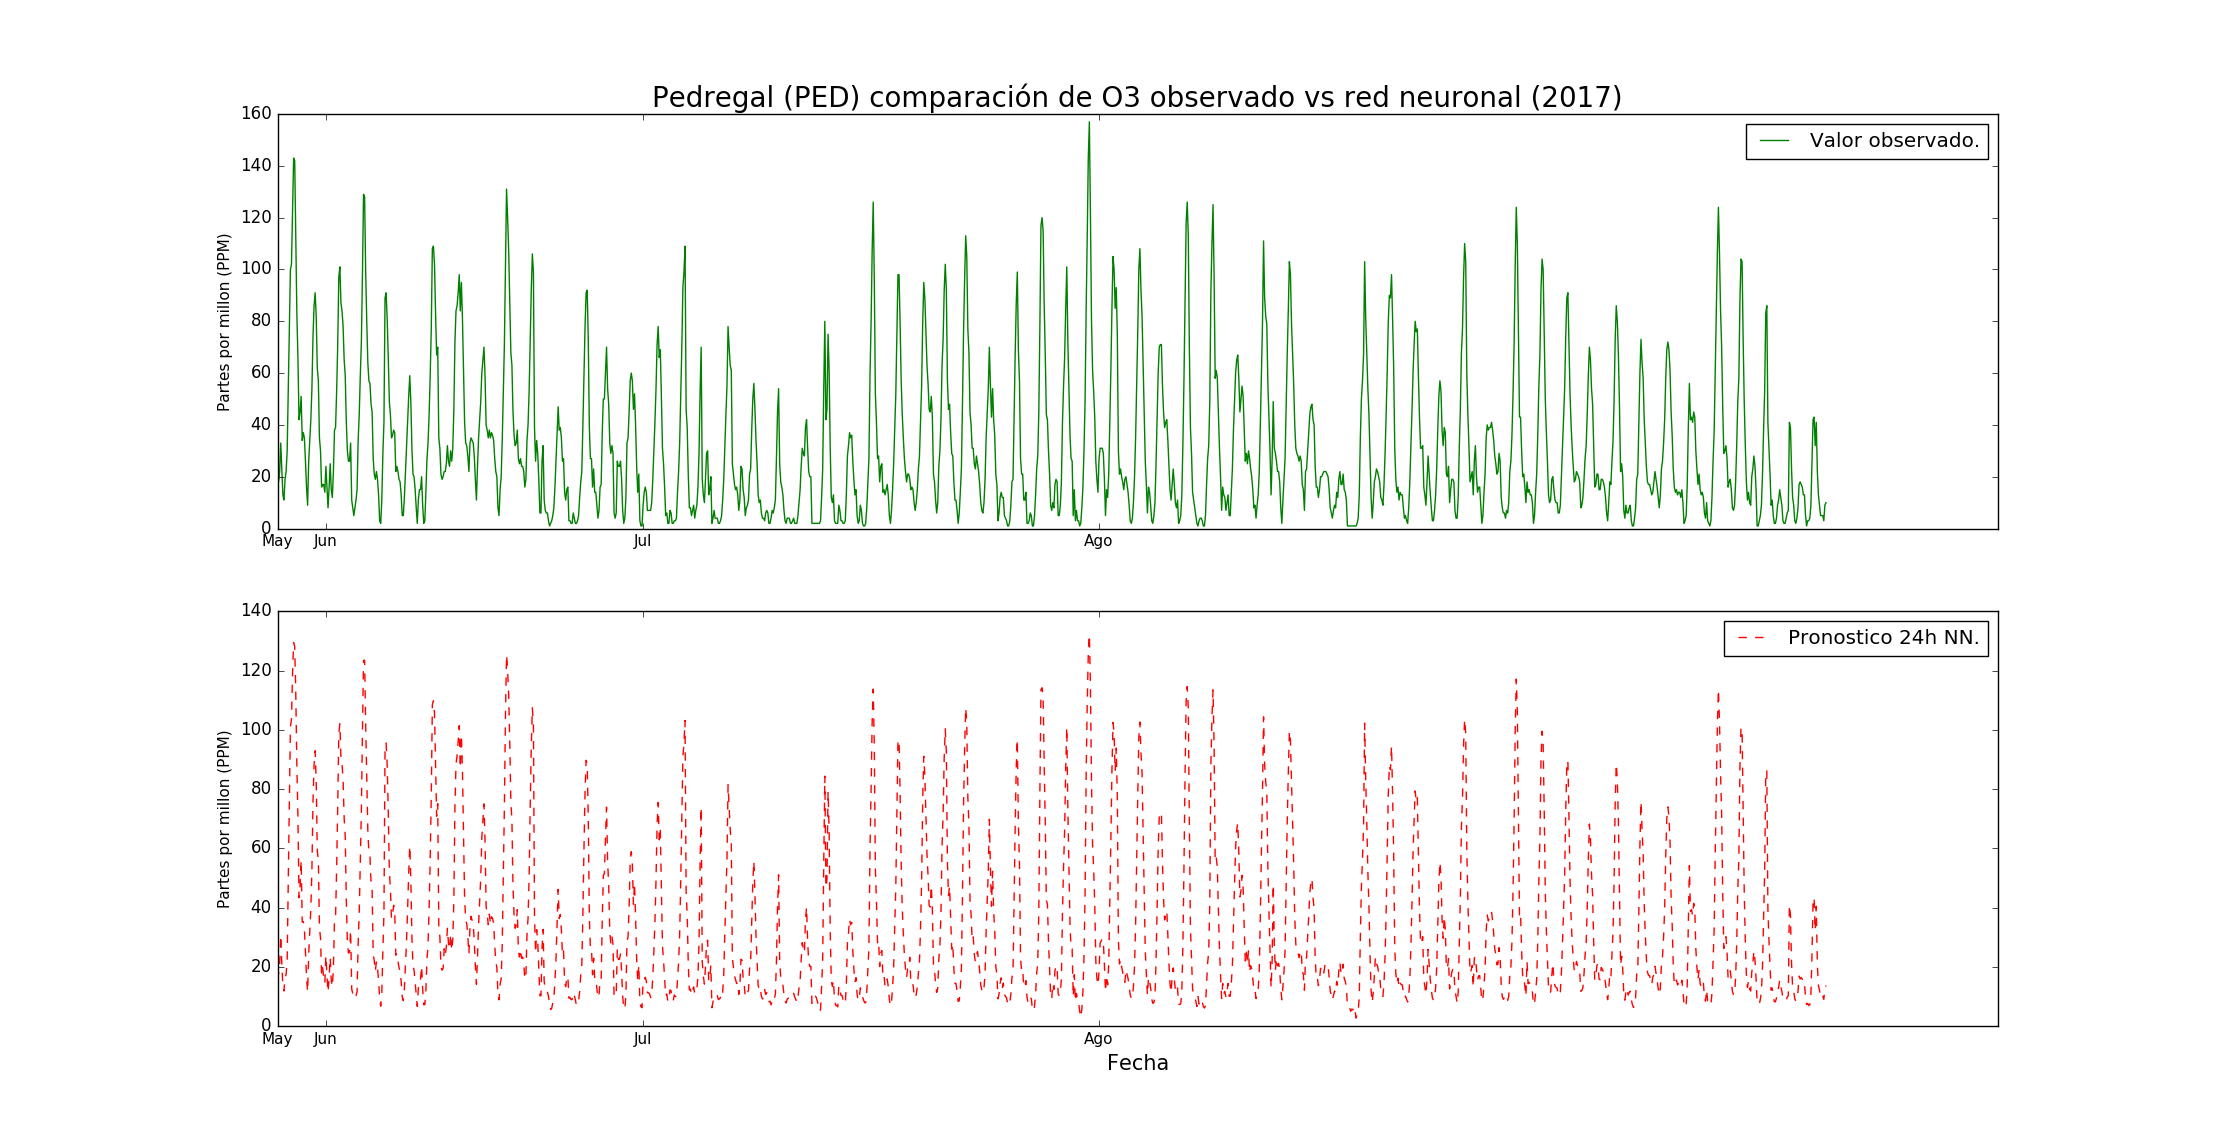 Pedregal (PED) comparación de O3 observado vs red neuronal (2017)
160
140
120
100
80
60
40
20
0
Partes por millon (PPM)
Valor observado.
May Jun Jul Ago
140
120
100
80
60
40
20
0
Partes por millon (PPM)
Pronostico 24h NN.
May Jun Jul Ago
Fecha